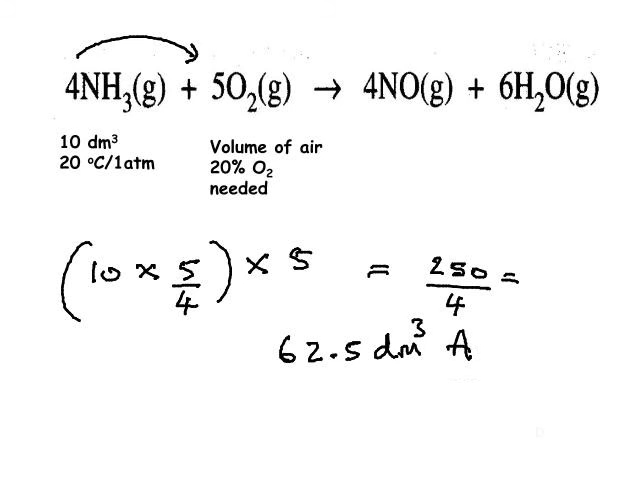 4NH₃(g) + 5O₂(g) → 4NO(g) + 6H₂O(g)
10 dm³
20 °C/1atm
Volume of air
20% O₂
needed
(10 × 5/4) × 5 = 250/4 =
62.5 dm³ A